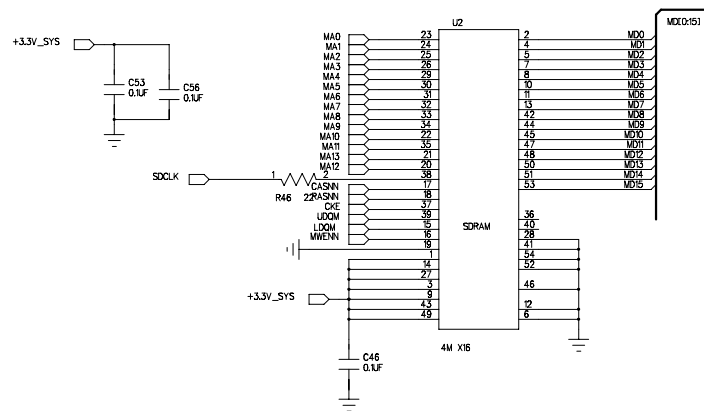 U2
MD[0:15]
+3.3V_SYS
C53
0.1UF
C56
0.1UF
MA0 23 2 MD0
MA1 24 4 MD1
MA2 25 5 MD2
MA3 26 7 MD3
MA4 29 8 MD4
MA5 30 10 MD5
MA6 31 11 MD6
MA7 32 13 MD7
MA8 33 42 MD8
MA9 34 44 MD9
MA10 22 45 MD10
MA11 35 47 MD11
MA13 21 48 MD12
MA12 20 50 MD13
SDCLK 1 2 38 51 MD14
R46 22
CASNN 17 53 MD15
RASNN 18
CKE 37
UDQM 39 36
LDQM 15 40
MWENN 16 28
SDRAM
19 41
1 54
14 52
27
3 46
+3.3V_SYS
9
43 12
49 6
4M X16
C46
0.1UF